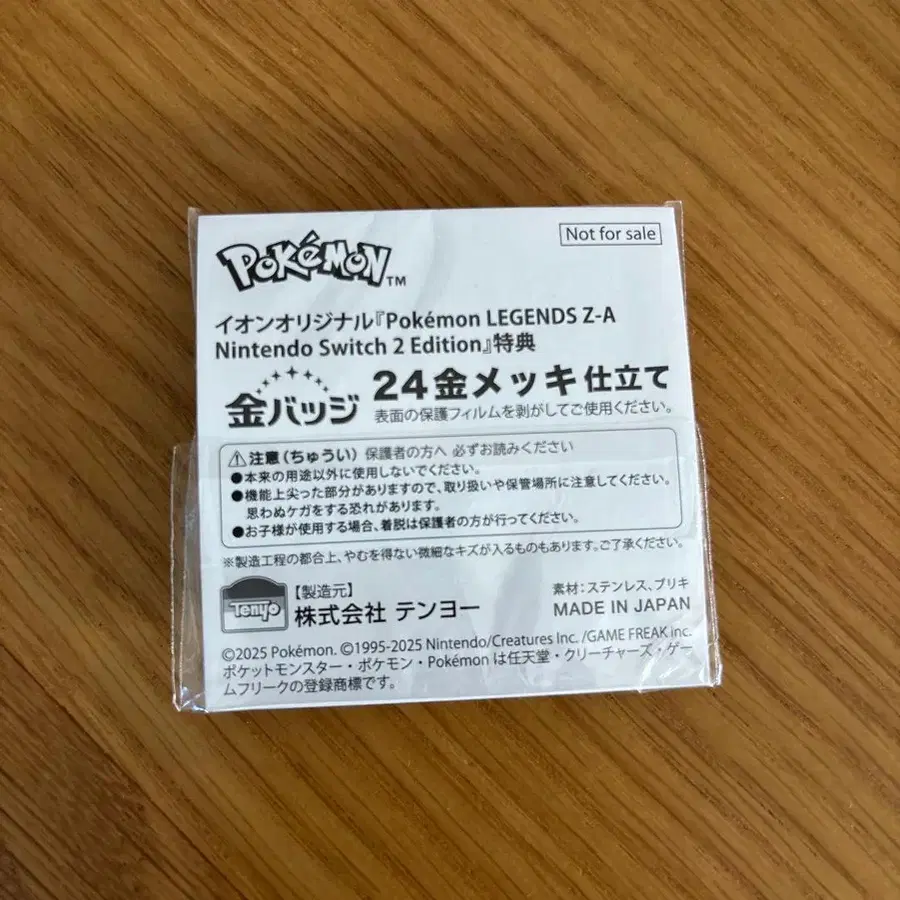 Pokémon™
Not for sale
イオンオリジナル『Pokémon LEGENDS Z-A
Nintendo Switch 2 Edition』特典
金バッジ
24金メッキ仕立て
表面の保護フィルムを剥がしてご使用ください。
⚠注意(ちゅうい) 保護者の方へ 必ずお読みください
●本来の用途以外に使用しないでください。
●機能上尖った部分がありますので、取り扱いや保管場所に注意してください。
思わぬケガをする恐れがあります。
●お子様が使用する場合、着脱は保護者の方が行ってください。
※製造工程の都合上、やむを得ない微細なキズが入るものもあります。ご了承ください。
Tenyo
【製造元】
株式会社 テンヨー
素材:ステンレス、ブリキ
MADE IN JAPAN
©2025 Pokémon. ©1995-2025 Nintendo/Creatures Inc. /GAME FREAK inc.
ポケットモンスター・ポケモン・Pokémon は任天堂・クリーチャーズ・ゲー
ムフリークの登録商標です。